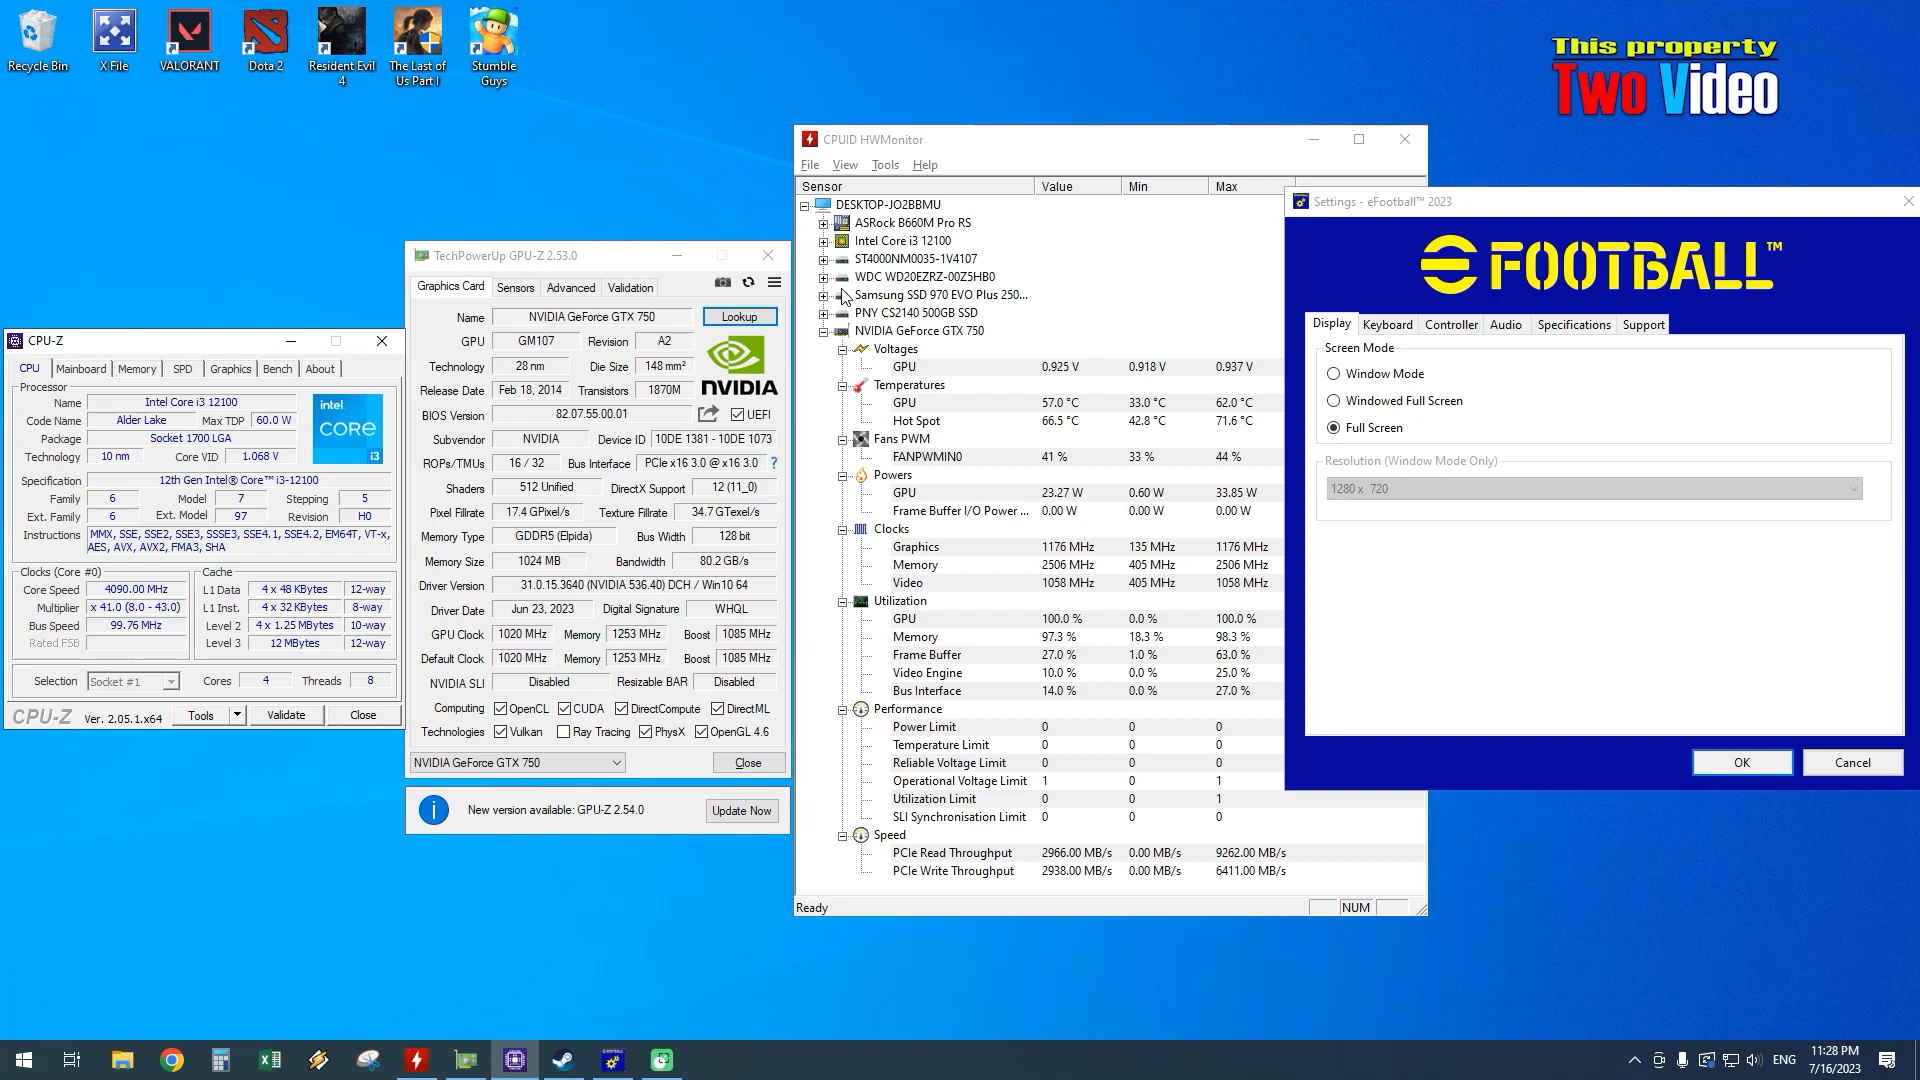 Recycle Bin
X File
VALORANT
Dota 2
Resident Evil 4
The Last of Us Part I
Stumble Guys
This property
Two Video
CPU-Z
CPU Mainboard Memory SPD Graphics Bench About
Processor
Name Intel Core i3 12100
Code Name Alder Lake Max TDP 60.0 W
Package Socket 1700 LGA
Technology 10 nm Core VID 1.068 V
intel
CORE
i3
Specification 12th Gen Intel® Core™ i3-12100
Family 6 Model 7 Stepping 5
Ext. Family 6 Ext. Model 97 Revision H0
Instructions MMX, SSE, SSE2, SSE3, SSSE3, SSE4.1, SSE4.2, EM64T, VT-x,
AES, AVX, AVX2, FMA3, SHA
Clocks (Core #0)
Core Speed 4090.00 MHz
Multiplier x 41.0 (8.0 - 43.0)
Bus Speed 99.76 MHz
Rated FSB
Cache
L1 Data 4 x 48 KBytes 12-way
L1 Inst. 4 x 32 KBytes 8-way
Level 2 4 x 1.25 MBytes 10-way
Level 3 12 MBytes 12-way
Selection Socket #1 Cores 4 Threads 8
CPU-Z Ver. 2.05.1.x64 Tools Validate Close
TechPowerUp GPU-Z 2.53.0
Graphics Card Sensors Advanced Validation
Name NVIDIA GeForce GTX 750 Lookup
GPU GM107 Revision A2
Technology 28 nm Die Size 148 mm²
Release Date Feb 18, 2014 Transistors 1870M
NVIDIA
BIOS Version 82.07.55.00.01 UEFI
Subvendor NVIDIA Device ID 10DE 1381 - 10DE 1073
ROPs/TMUs 16 / 32 Bus Interface PCIe x16 3.0 @ x16 3.0 ?
Shaders 512 Unified DirectX Support 12 (11_0)
Pixel Fillrate 17.4 GPixel/s Texture Fillrate 34.7 GTexel/s
Memory Type GDDR5 (Elpida) Bus Width 128 bit
Memory Size 1024 MB Bandwidth 80.2 GB/s
Driver Version 31.0.15.3640 (NVIDIA 536.40) DCH / Win10 64
Driver Date Jun 23, 2023 Digital Signature WHQL
GPU Clock 1020 MHz Memory 1253 MHz Boost 1085 MHz
Default Clock 1020 MHz Memory 1253 MHz Boost 1085 MHz
NVIDIA SLI Disabled Resizable BAR Disabled
Computing OpenCL CUDA DirectCompute DirectML
Technologies Vulkan Ray Tracing PhysX OpenGL 4.6
NVIDIA GeForce GTX 750 Close
New version available: GPU-Z 2.54.0 Update Now
CPUID HWMonitor
File View Tools Help
Sensor Value Min Max
DESKTOP-JO2BBMU
ASRock B660M Pro RS
Intel Core i3 12100
ST4000NM0035-1V4107
WDC WD20EZRZ-00Z5HB0
Samsung SSD 970 EVO Plus 250...
PNY CS2140 500GB SSD
NVIDIA GeForce GTX 750
Voltages
GPU 0.925 V 0.918 V 0.937 V
Temperatures
GPU 57.0 °C 33.0 °C 62.0 °C
Hot Spot 66.5 °C 42.8 °C 71.6 °C
Fans PWM
FANPWMIN0 41 % 33 % 44 %
Powers
GPU 23.27 W 0.60 W 33.85 W
Frame Buffer I/O Power ... 0.00 W 0.00 W 0.00 W
Clocks
Graphics 1176 MHz 135 MHz 1176 MHz
Memory 2506 MHz 405 MHz 2506 MHz
Video 1058 MHz 405 MHz 1058 MHz
Utilization
GPU 100.0 % 0.0 % 100.0 %
Memory 97.3 % 18.3 % 98.3 %
Frame Buffer 27.0 % 1.0 % 63.0 %
Video Engine 10.0 % 0.0 % 25.0 %
Bus Interface 14.0 % 0.0 % 27.0 %
Performance
Power Limit 0 0 0
Temperature Limit 0 0 0
Reliable Voltage Limit 0 0 0
Operational Voltage Limit 1 0 1
Utilization Limit 0 0 1
SLI Synchronisation Limit 0 0 0
Speed
PCIe Read Throughput 2966.00 MB/s 0.00 MB/s 9262.00 MB/s
PCIe Write Throughput 2938.00 MB/s 0.00 MB/s 6411.00 MB/s
Ready NUM
Settings - eFootball™ 2023
eFOOTBALL™
Display Keyboard Controller Audio Specifications Support
Screen Mode
Window Mode
Windowed Full Screen
Full Screen
Resolution (Window Mode Only)
1280 x 720
OK Cancel
ENG
11:28 PM
7/16/2023